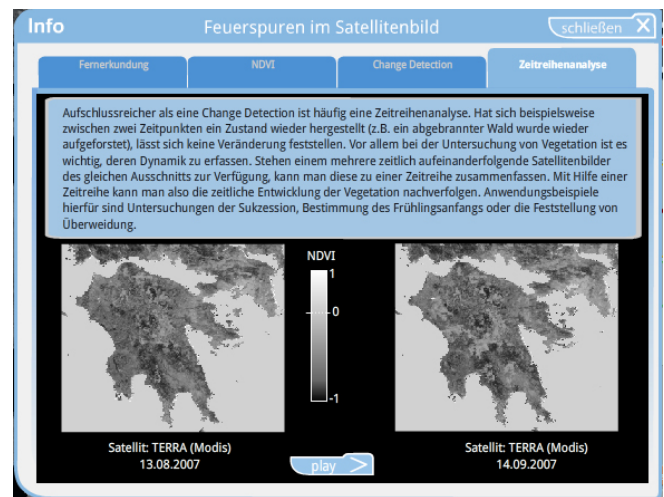 Info
Feuerspuren im Satellitenbild
schließen X
Fernerkundung
NDVI
Change Detection
Zeitreihenanalyse
Aufschlussreicher als eine Change Detection ist häufig eine Zeitreihenanalyse. Hat sich beispielsweise
zwischen zwei Zeitpunkten ein Zustand wieder hergestellt (z.B. ein abgebrannter Wald wurde wieder
aufgeforstet), lässt sich keine Veränderung feststellen. Vor allem bei der Untersuchung von Vegetation ist es
wichtig, deren Dynamik zu erfassen. Stehen einem mehrere zeitlich aufeinanderfolgende Satellitenbilder
des gleichen Ausschnitts zur Verfügung, kann man diese zu einer Zeitreihe zusammenfassen. Mit Hilfe einer
Zeitreihe kann man also die zeitliche Entwicklung der Vegetation nachverfolgen. Anwendungsbeispiele
hierfür sind Untersuchungen der Sukzession, Bestimmung des Frühlingsanfangs oder die Feststellung von
Überweidung.
NDVI
1
0
-1
Satellit: TERRA (Modis)
13.08.2007
play >
Satellit: TERRA (Modis)
14.09.2007